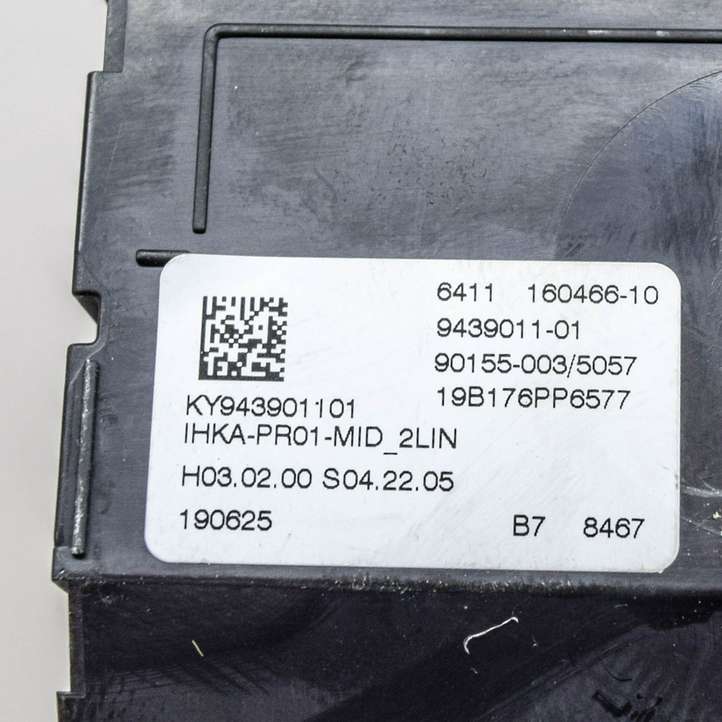 6411 160466-10
9439011-01
90155-003/5057
19B176PP6577
KY943901101
IHKA-PR01-MID_2LIN
H03.02.00 S04.22.05
190625 B7 8467